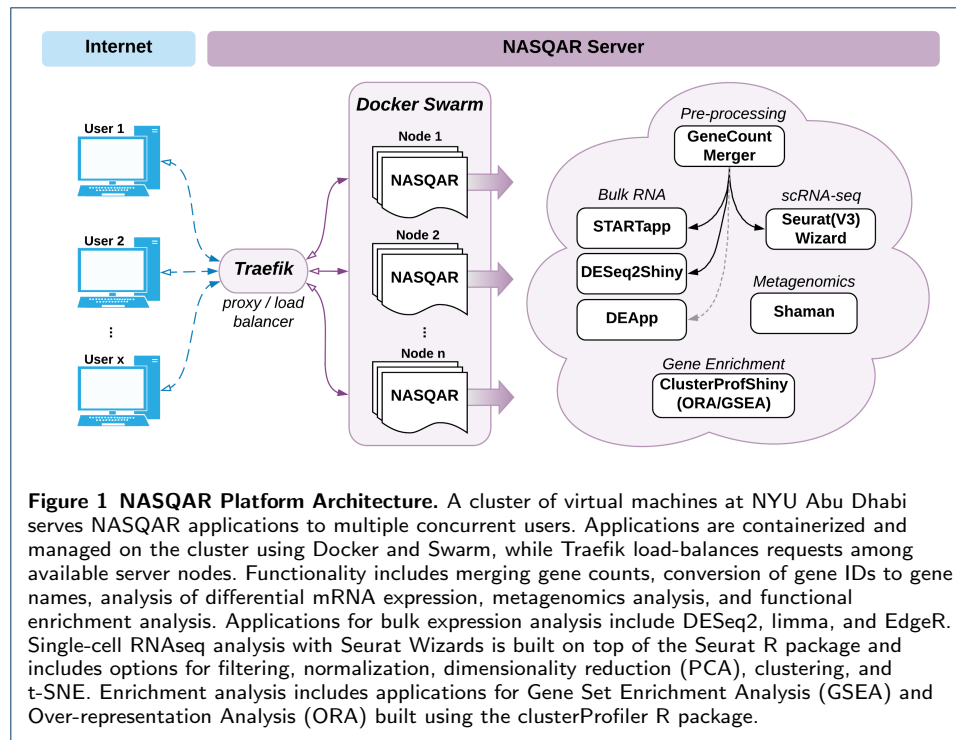 Internet
NASQAR Server
User 1
User 2
...
User x
Traefik
proxy / load
balancer
Docker Swarm
Node 1
NASQAR
Node 2
NASQAR
...
Node n
NASQAR
Pre-processing
GeneCount
Merger
Bulk RNA
STARTapp
DESeq2Shiny
DEApp
scRNA-seq
Seurat(V3)
Wizard
Metagenomics
Shaman
Gene Enrichment
ClusterProfShiny
(ORA/GSEA)
Figure 1 NASQAR Platform Architecture. A cluster of virtual machines at NYU Abu Dhabi
serves NASQAR applications to multiple concurrent users. Applications are containerized and
managed on the cluster using Docker and Swarm, while Traefik load-balances requests among
available server nodes. Functionality includes merging gene counts, conversion of gene IDs to gene
names, analysis of differential mRNA expression, metagenomics analysis, and functional
enrichment analysis. Applications for bulk expression analysis include DESeq2, limma, and EdgeR.
Single-cell RNAseq analysis with Seurat Wizards is built on top of the Seurat R package and
includes options for filtering, normalization, dimensionality reduction (PCA), clustering, and
t-SNE. Enrichment analysis includes applications for Gene Set Enrichment Analysis (GSEA) and
Over-representation Analysis (ORA) built using the clusterProfiler R package.